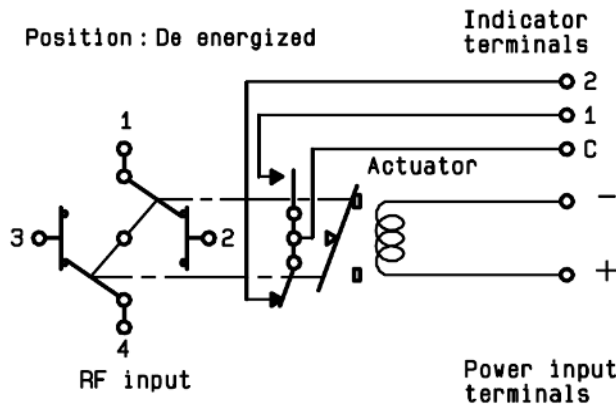 Position : De energized
Indicator
terminals
2
1
C
1
Actuator
3
2
-
+
4
RF input
Power input
terminals